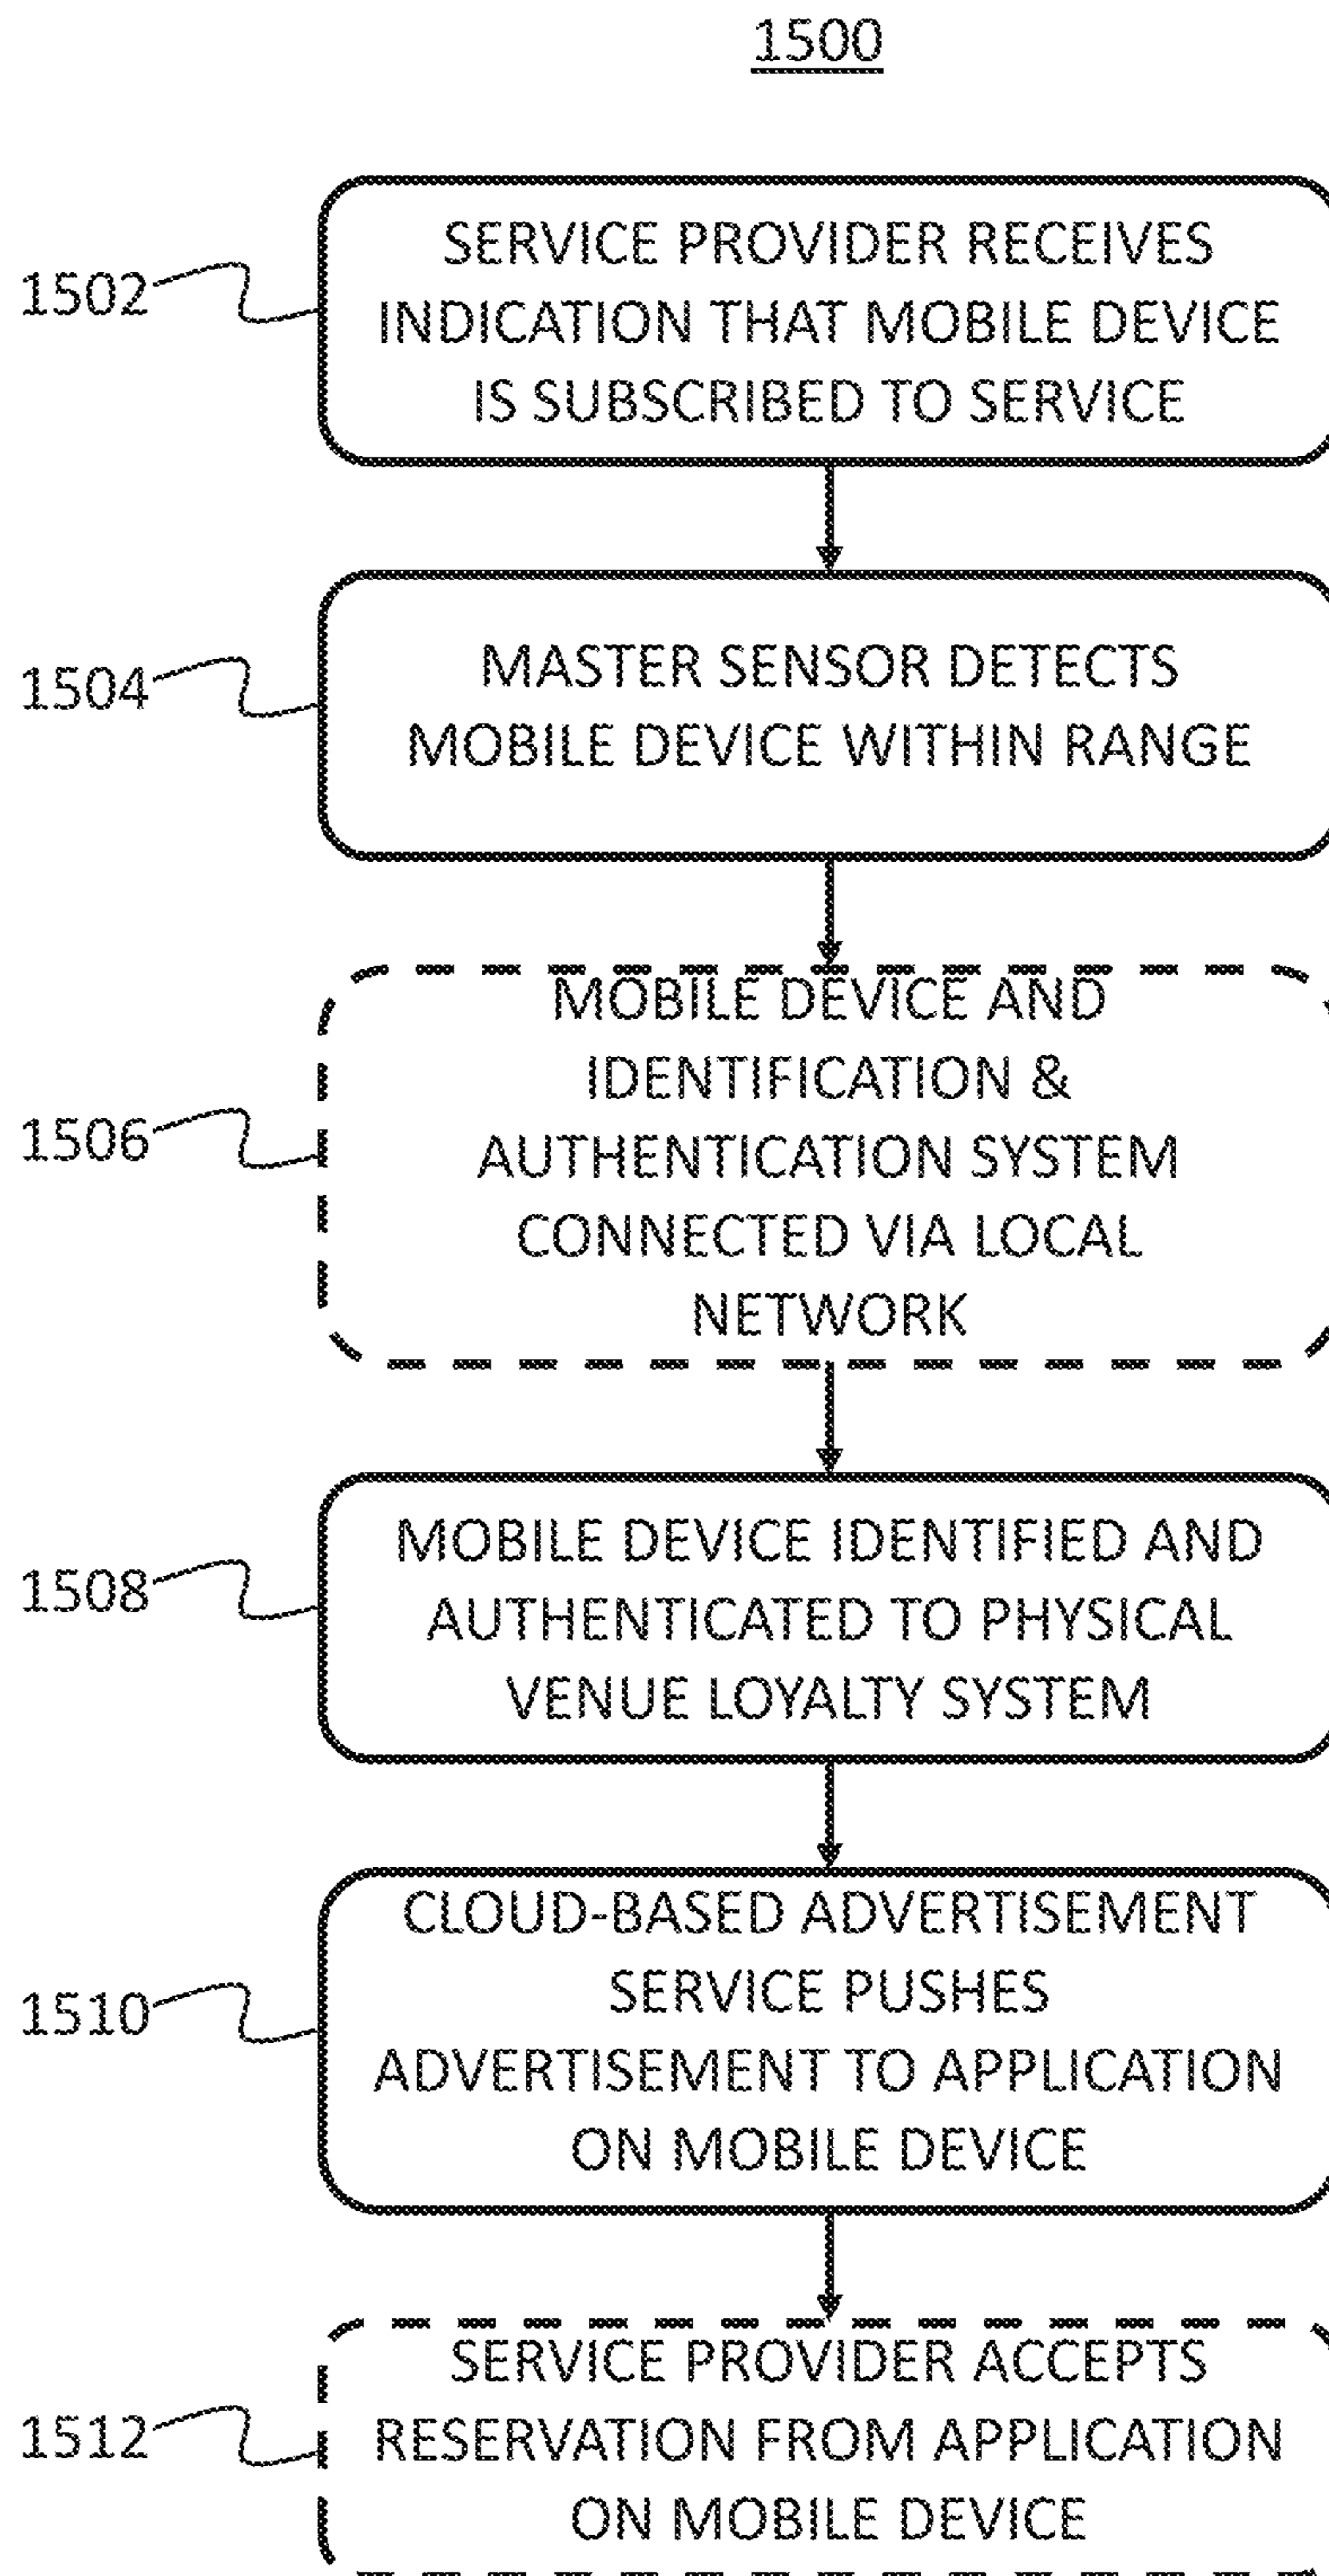 1500
1502
SERVICE PROVIDER RECEIVES
INDICATION THAT MOBILE DEVICE
IS SUBSCRIBED TO SERVICE
1504
MASTER SENSOR DETECTS
MOBILE DEVICE WITHIN RANGE
1506
MOBILE DEVICE AND
IDENTIFICATION &
AUTHENTICATION SYSTEM
CONNECTED VIA LOCAL
NETWORK
1508
MOBILE DEVICE IDENTIFIED AND
AUTHENTICATED TO PHYSICAL
VENUE LOYALTY SYSTEM
1510
CLOUD-BASED ADVERTISEMENT
SERVICE PUSHES
ADVERTISEMENT TO APPLICATION
ON MOBILE DEVICE
1512
SERVICE PROVIDER ACCEPTS
RESERVATION FROM APPLICATION
ON MOBILE DEVICE